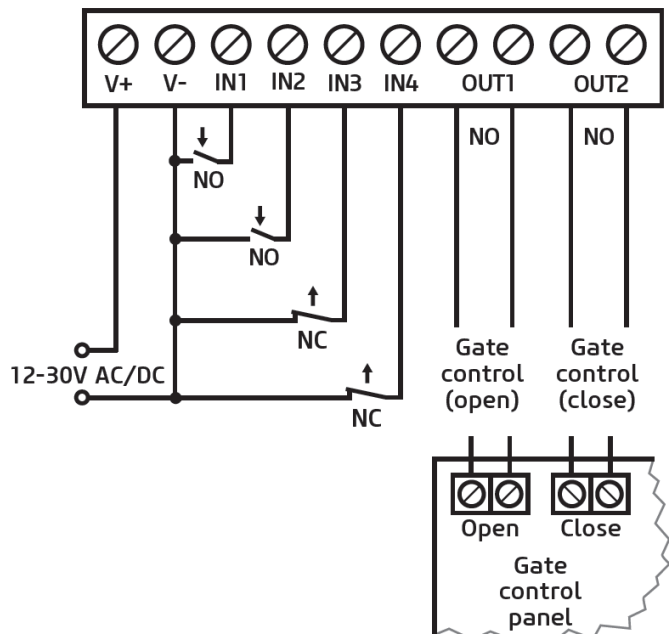 V+ V- IN1 IN2 IN3 IN4 OUT1 OUT2
NO NO
NO
NO
NC
12-30V AC/DC
NC
Gate
control
(open)
Gate
control
(close)
Open Close
Gate
control
panel